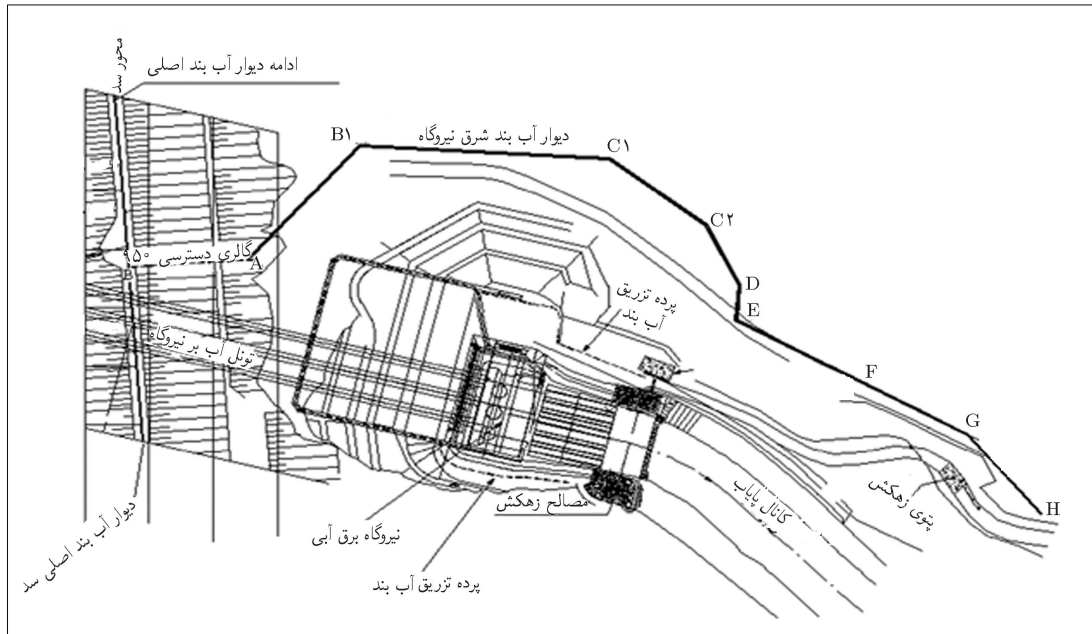 محور سد
ادامه دیوار آب بند اصلی
B۱
دیوار آب بند شرق نیروگاه
C۱
C۲
گالری دسترسی ۹۵۰
A
D
پرده تزریق
آب بند
E
تونل آب بر نیروگاه
F
G
پتوی زهکش
H
کانال پایاب
مصالح زهکش
نیروگاه برق آبی
پرده تزریق آب بند
دیوار آب بند اصلی سد